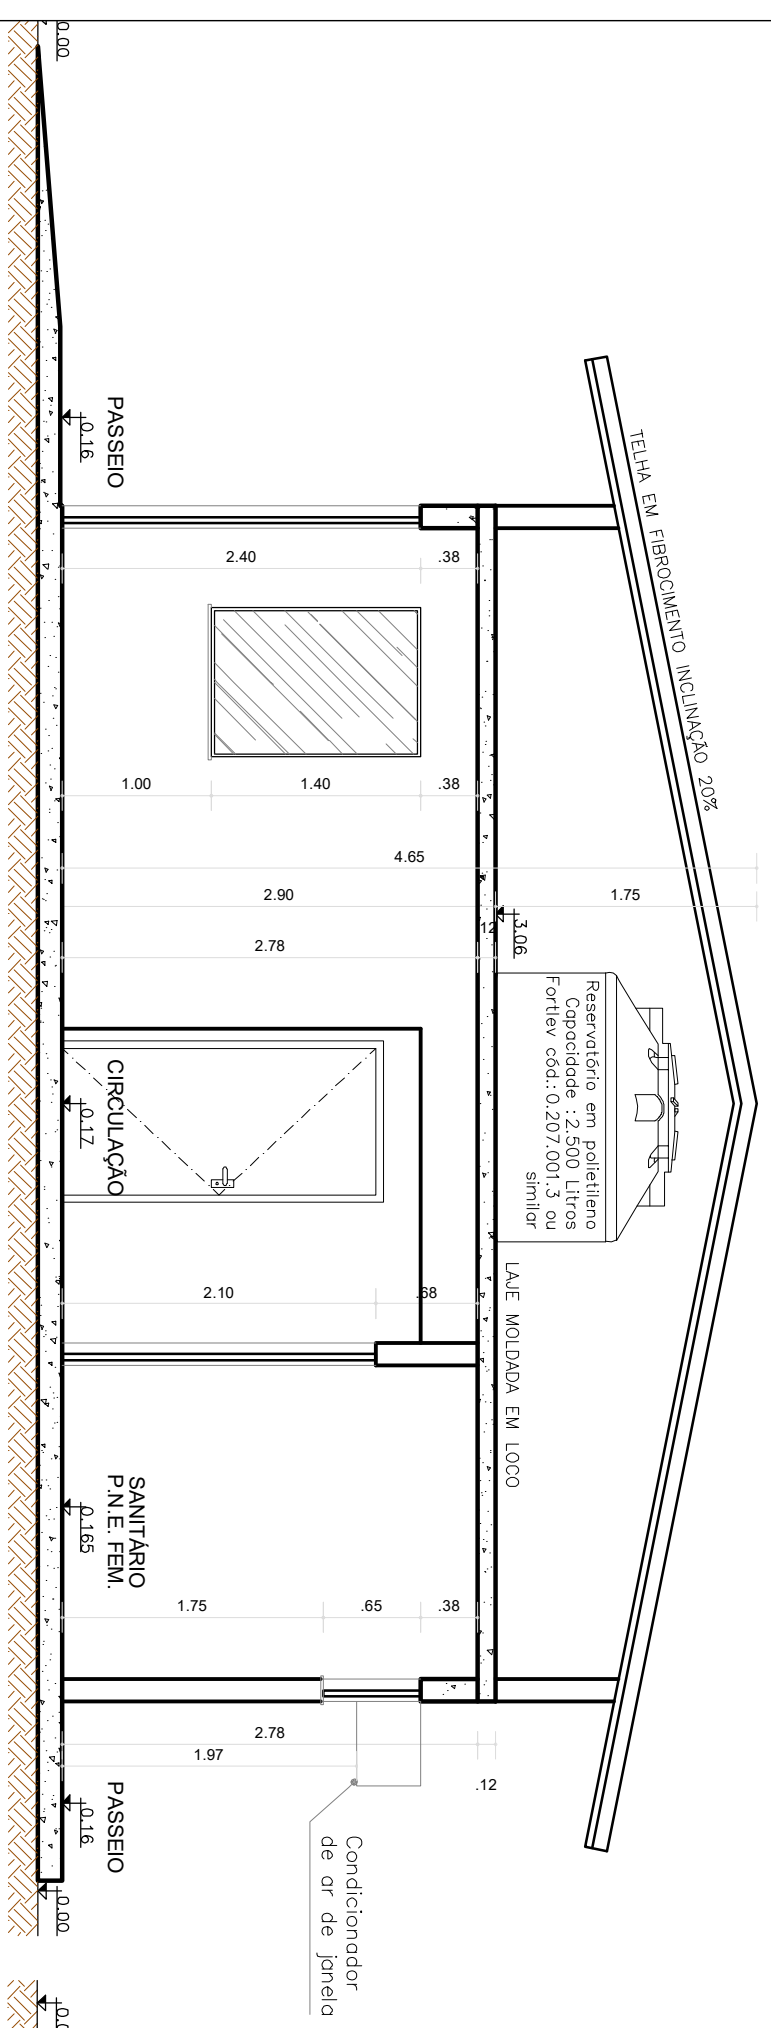 0.00
PASSEIO
0.16
TELHA EM FIBROCIMENTO INCLINAÇÃO 20%
2.40
.38
1.00
1.40
.38
4.65
2.90
1.75
.12
3.06
2.78
Reservatório em polietileno
Capacidade :2.500 Litros
Fortlev cód.:0.207.001.3 ou
similar
CIRCULAÇÃO
0.17
LAJE MOLDADA EM LOCO
2.10
.68
SANITÁRIO
P.N.E. FEM.
0.165
1.75
.65
.38
2.78
1.97
.12
PASSEIO
0.16
Condicionador
de ar de janela
0.00